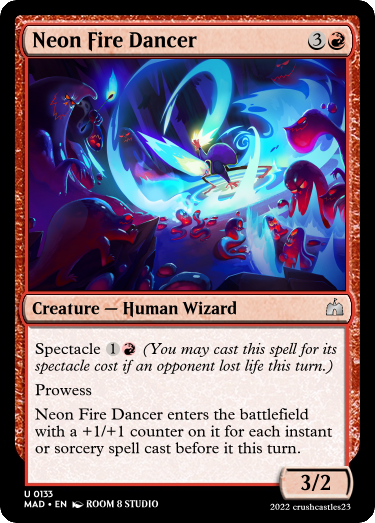 Neon Fire Dancer 3
Creature — Human Wizard
Spectacle 1 (You may cast this spell for its
spectacle cost if an opponent lost life this turn.)
Prowess
Neon Fire Dancer enters the battlefield
with a +1/+1 counter on it for each instant
or sorcery spell cast before it this turn.
3/2
U 0133
MAD • EN ROOM 8 STUDIO
2022 crushcastles23